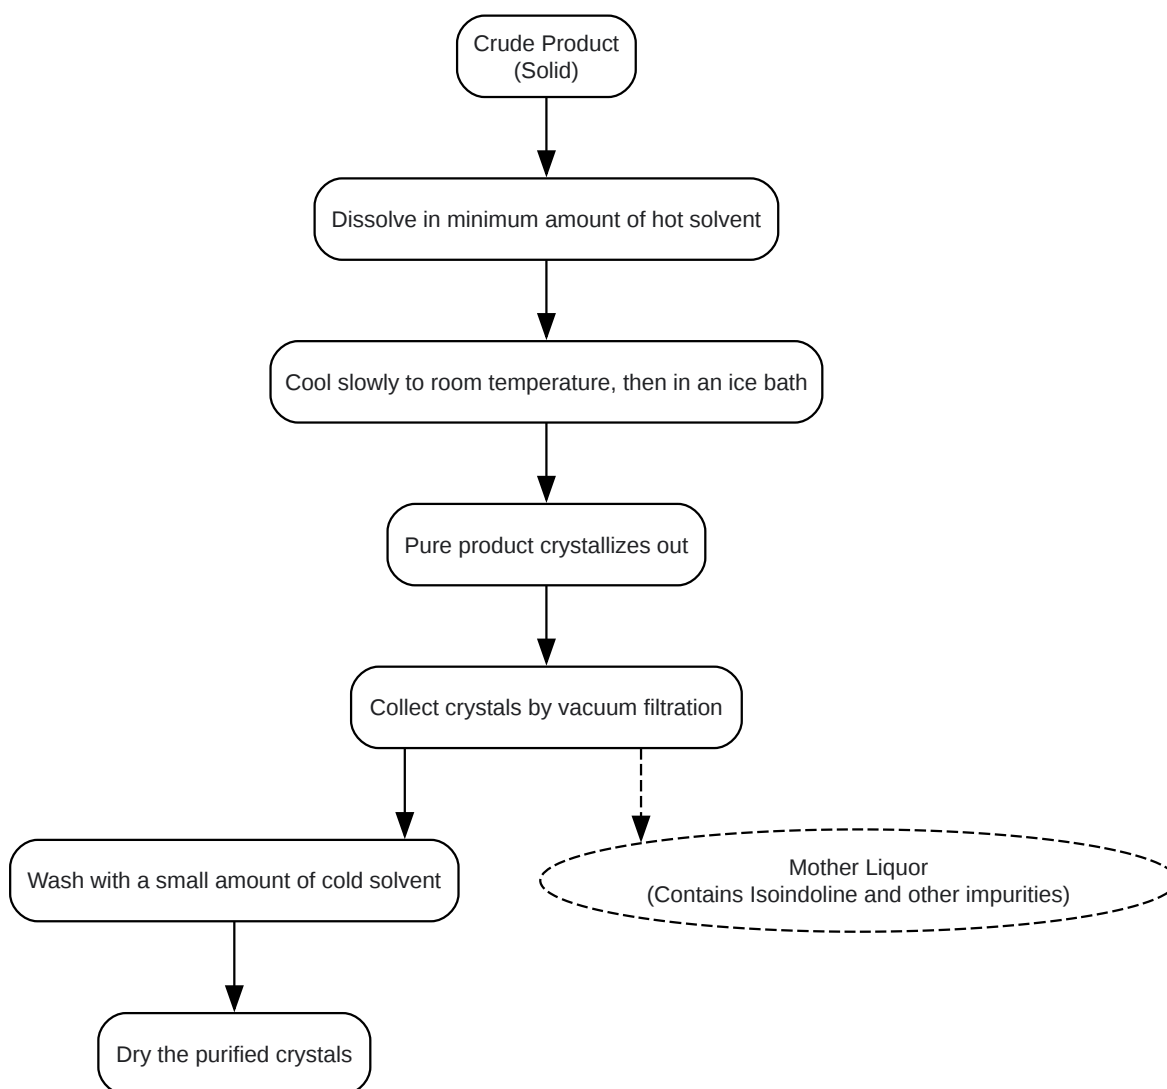 Crude Product
(Solid)
Dissolve in minimum amount of hot solvent
Cool slowly to room temperature, then in an ice bath
Pure product crystallizes out
Collect crystals by vacuum filtration
Wash with a small amount of cold solvent
Mother Liquor
(Contains Isoindoline and other impurities)
Dry the purified crystals